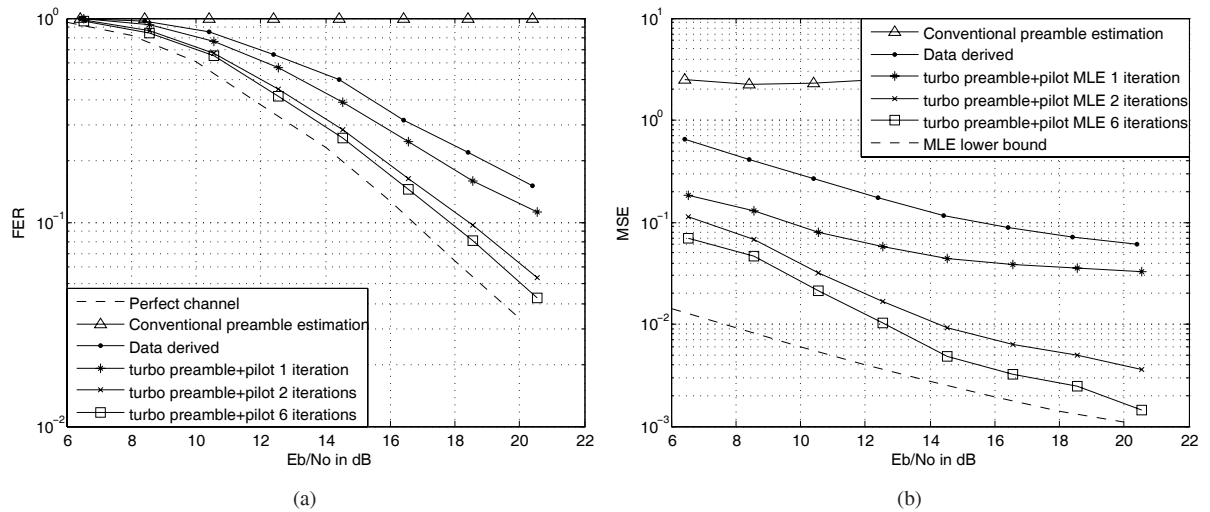 10^0
10^-1
10^-2
FER
6 8 10 12 14 16 18 20 22
Eb/No in dB
Perfect channel
Conventional preamble estimation
Data derived
turbo preamble+pilot 1 iteration
turbo preamble+pilot 2 iterations
turbo preamble+pilot 6 iterations
(a)
10^1
10^0
10^-1
10^-2
10^-3
MSE
6 8 10 12 14 16 18 20 22
Eb/No in dB
Conventional preamble estimation
Data derived
turbo preamble+pilot MLE 1 iteration
turbo preamble+pilot MLE 2 iterations
turbo preamble+pilot MLE 6 iterations
MLE lower bound
(b)